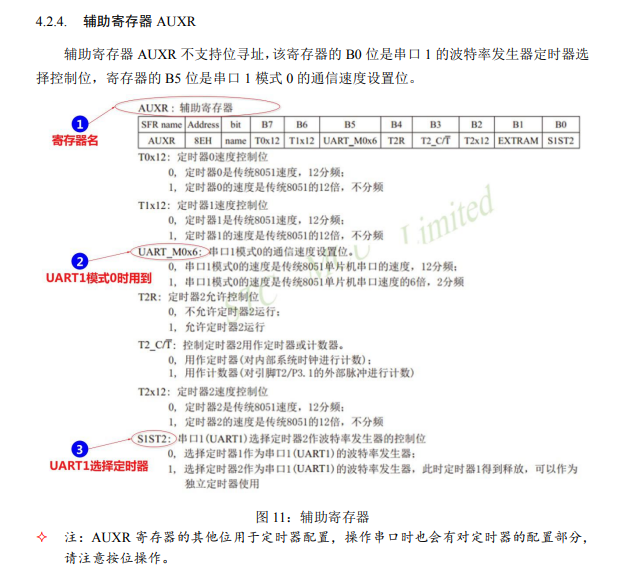 4.2.4. 辅助寄存器 AUXR
辅助寄存器 AUXR 不支持位寻址，该寄存器的 B0 位是串口 1 的波特率发生器定时器选
择控制位，寄存器的 B5 位是串口 1 模式 0 的通信速度设置位。
AUXR : 辅助寄存器
1
寄存器名
SFR name Address bit B7 B6 B5 B4 B3 B2 B1 B0
AUXR 8EH name T0x12 T1x12 UART_M0x6 T2R T2_C/T̅ T2x12 EXTRAM S1ST2
T0x12: 定时器0速度控制位
0, 定时器0是传统8051速度，12分频;
1, 定时器0的速度是传统8051的12倍，不分频
T1x12: 定时器1速度控制位
0, 定时器1是传统8051速度，12分频;
1, 定时器1的速度是传统8051的12倍，不分频
2
UART1模式0时用到
UART_M0x6: 串口1模式0的通信速度设置位。
0, 串口1模式0的速度是传统8051单片机串口的速度，12分频;
1, 串口1模式0的速度是传统8051单片机串口速度的6倍，2分频
T2R: 定时器2允许控制位
0, 不允许定时器2运行;
1, 允许定时器2运行
T2_C/T̅: 控制定时器2用作定时器或计数器。
0, 用作定时器(对内部系统时钟进行计数);
1, 用作计数器(对引脚T2/P3.1的外部脉冲进行计数)
T2x12: 定时器2速度控制位
0, 定时器2是传统8051速度，12分频;
1, 定时器2的速度是传统8051的12倍，不分频
3
UART1选择定时器
S1ST2: 串口1(UART1)选择定时器2作波特率发生器的控制位
0, 选择定时器1作为串口1(UART1)的波特率发生器;
1, 选择定时器2作为串口1(UART1)的波特率发生器，此时定时器1得到释放，可以作为
独立定时器使用
Limited
图 11：辅助寄存器
注：AUXR 寄存器的其他位用于定时器配置，操作串口时也会有对定时器的配置部分，
请注意按位操作。